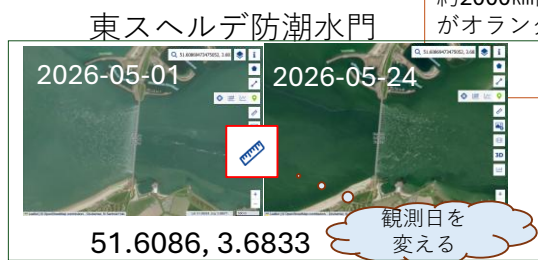 東スヘルデ防潮水門
がオランダ
2026-05-01
2026-05-24
3D
51.6086, 3.6833
観測日を
変える